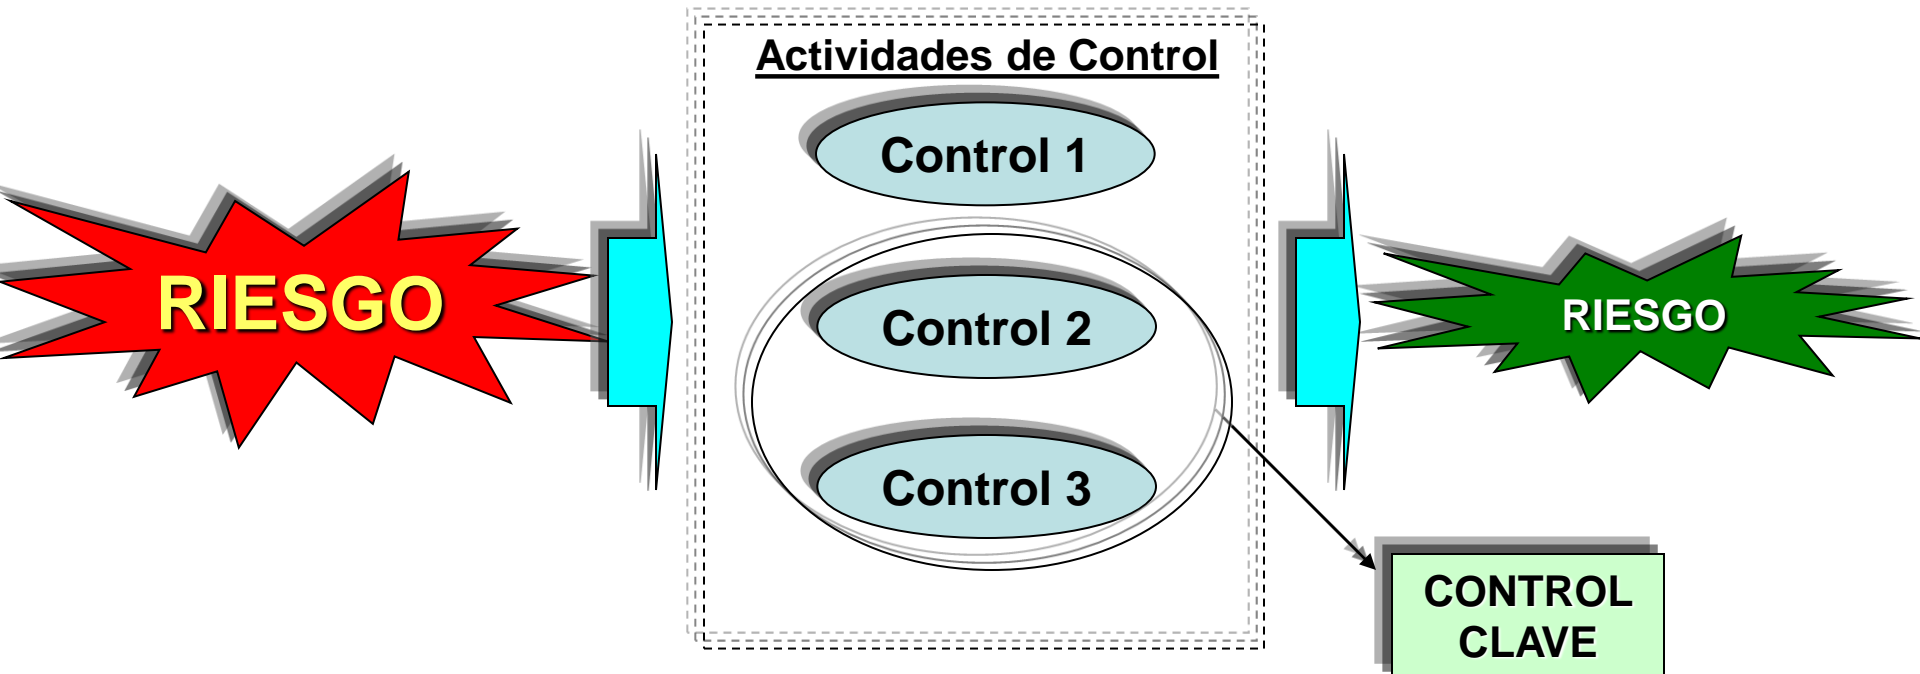 Actividades de Control
Control 1
RIESGO
Control 2
RIESGO
Control 3
CONTROL
CLAVE